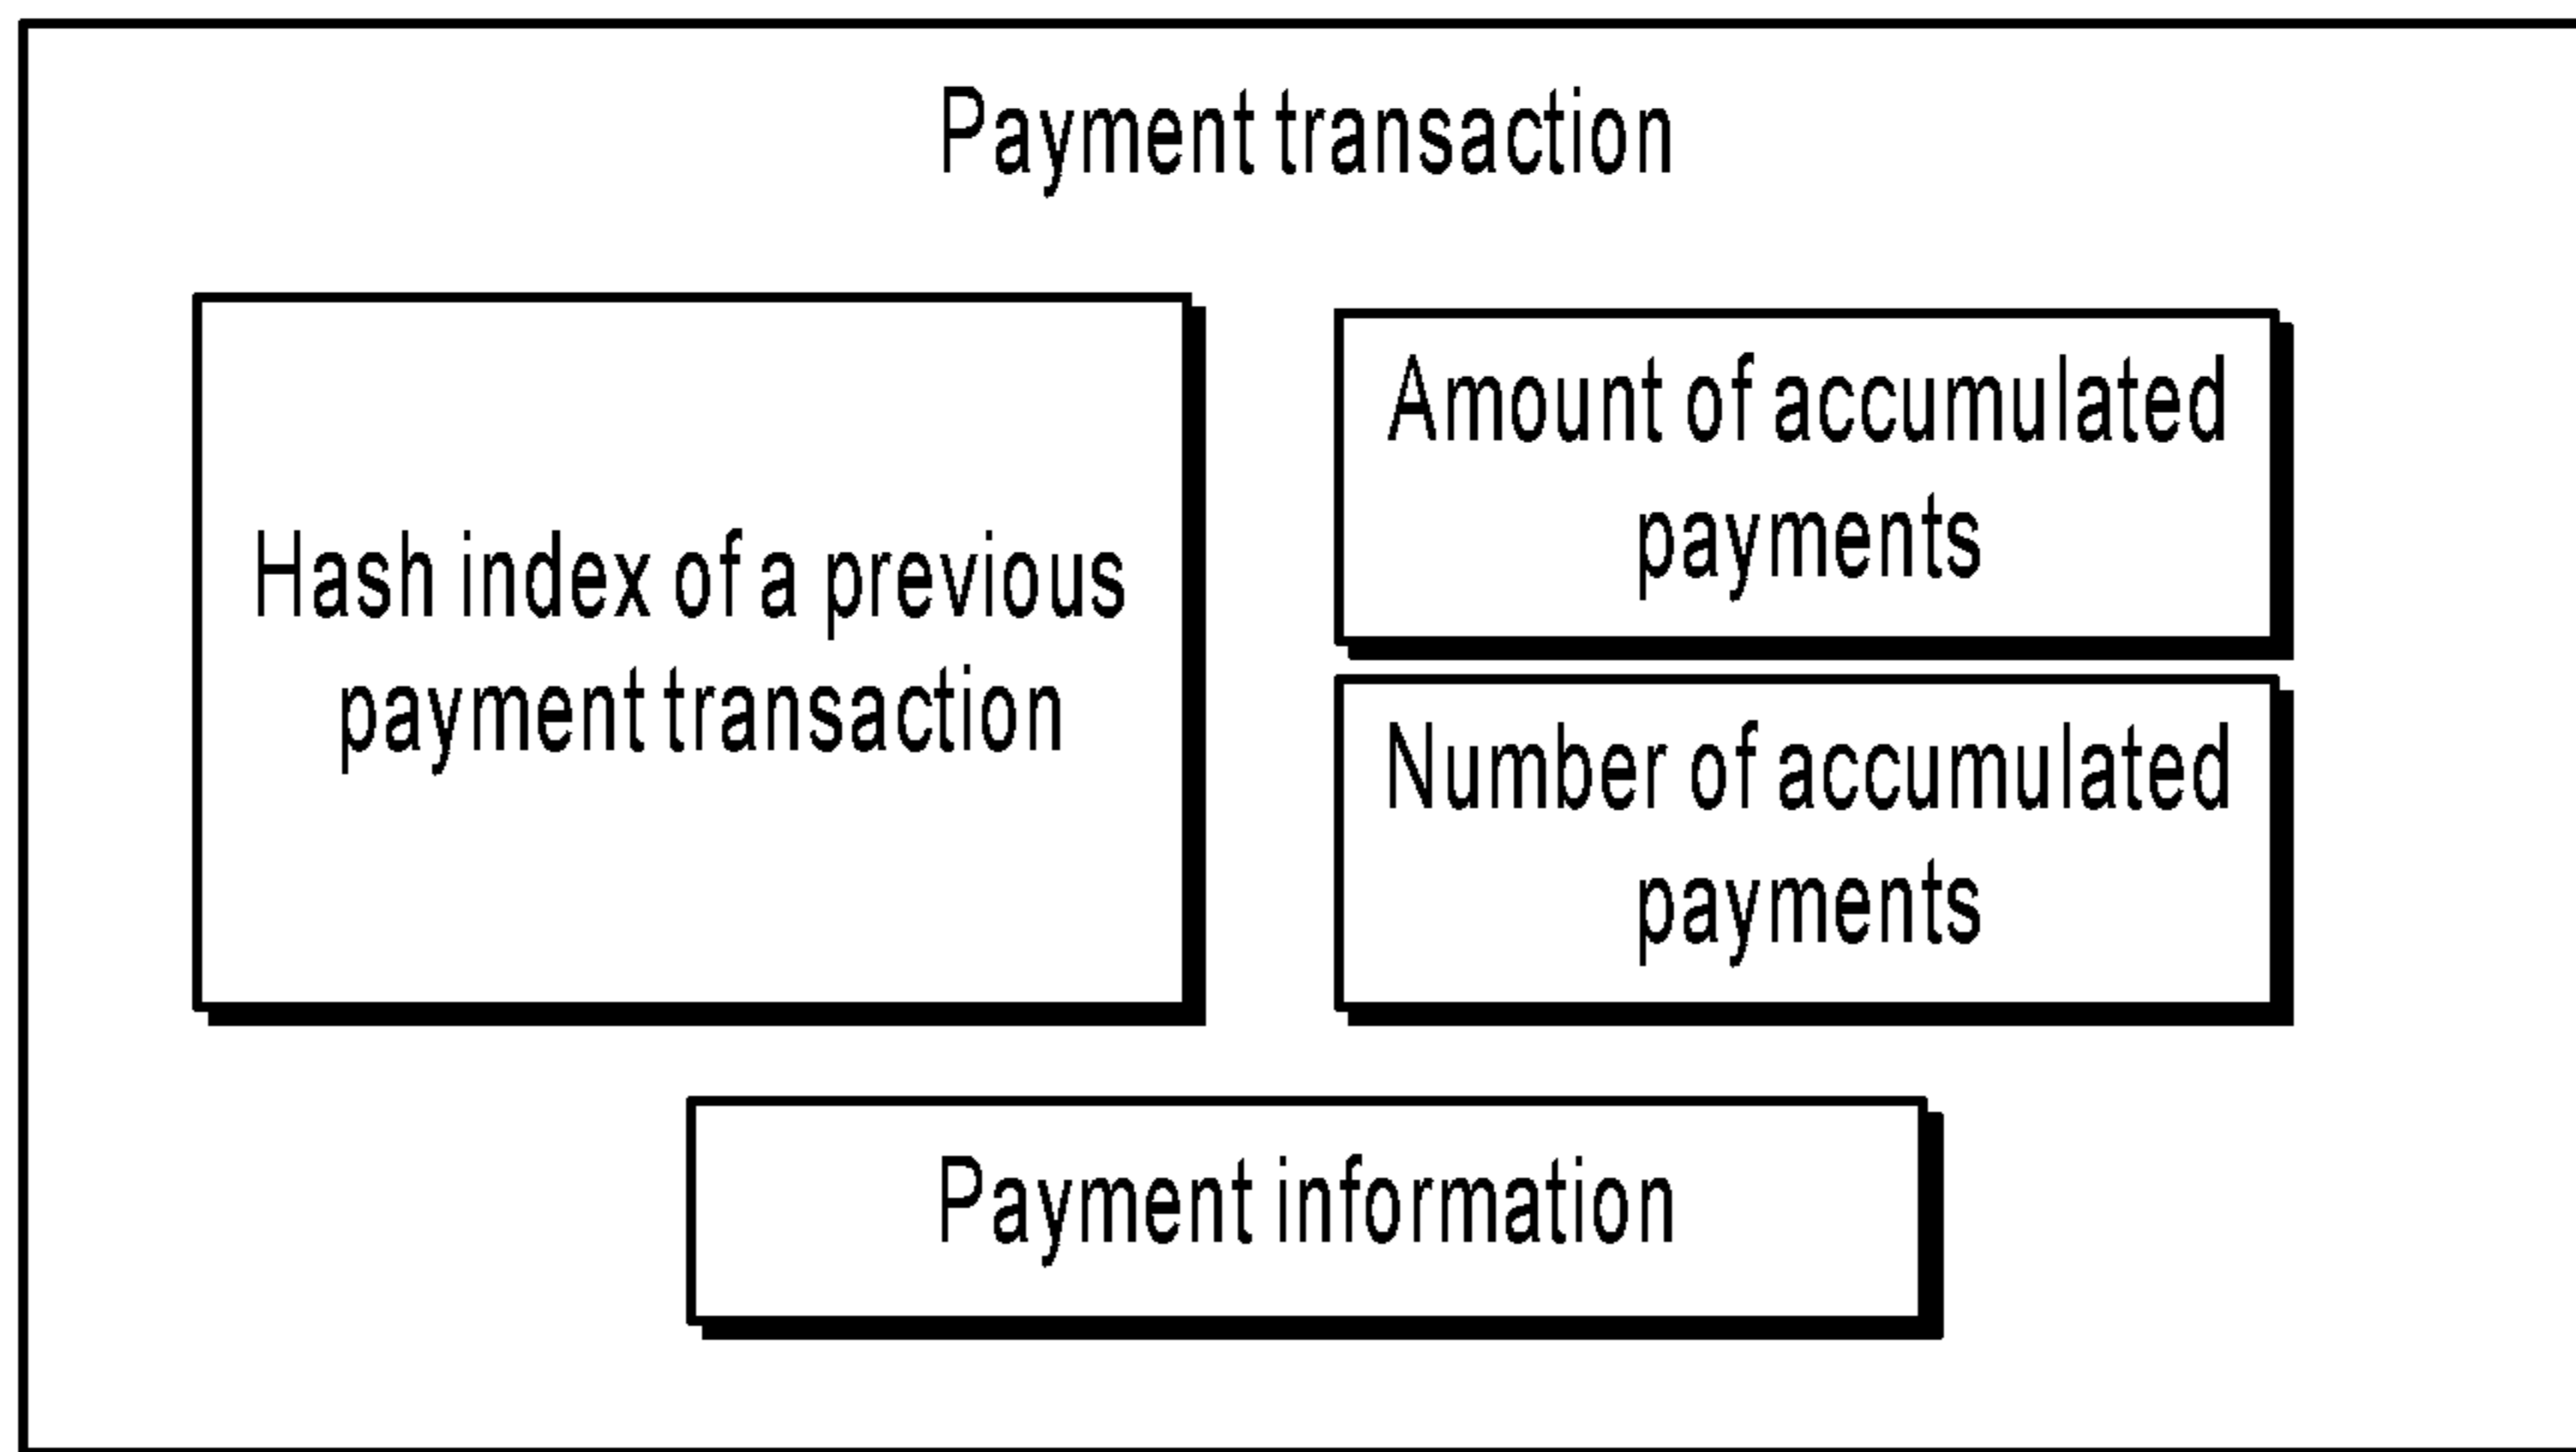 Payment transaction
Hash index of a previous
payment transaction
Amount of accumulated
payments
Number of accumulated
payments
Payment information